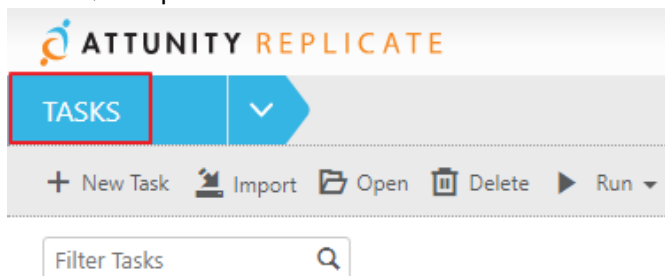 ATTUNITY REPLICATE
TASKS
New Task Import Open Delete Run
Filter Tasks